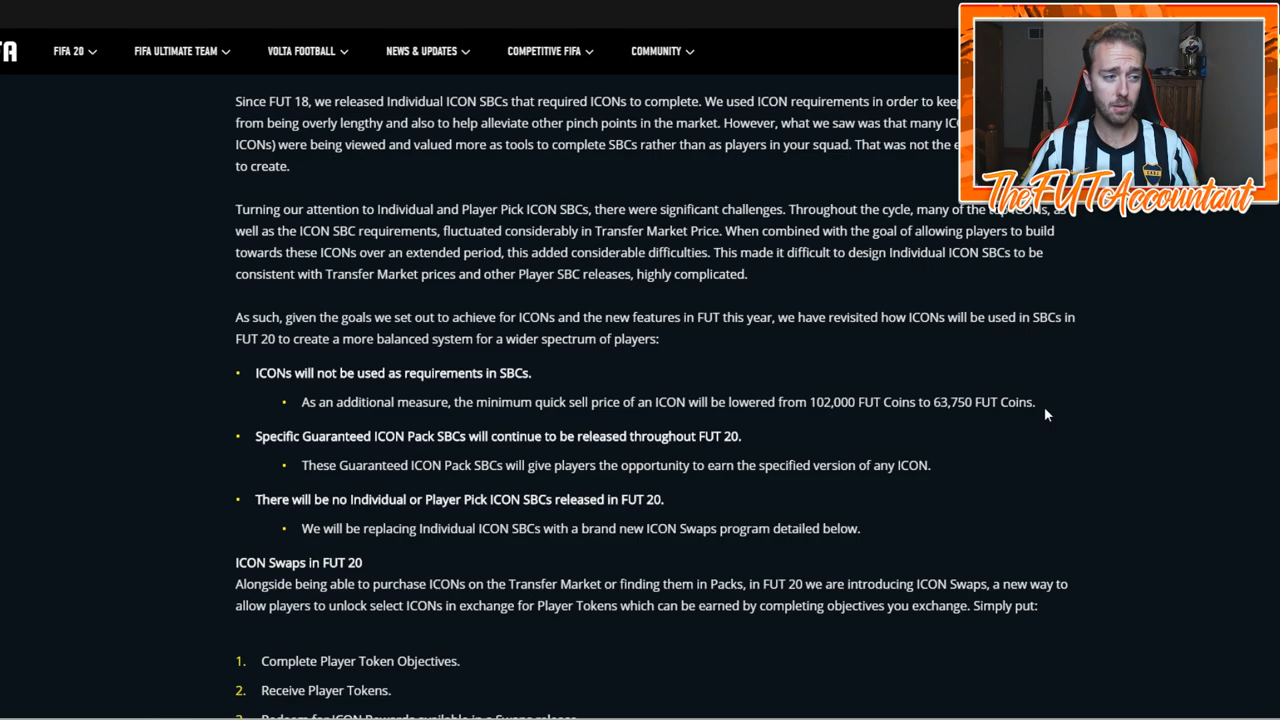 TA FIFA 20 FIFA ULTIMATE TEAM VOLTA FOOTBALL NEWS & UPDATES COMPETITIVE FIFA COMMUNITY
Since FUT 18, we released Individual ICON SBCs that required ICONs to complete. We used ICON requirements in order to keep
from being overly lengthy and also to help alleviate other pinch points in the market. However, what we saw was that many
ICONs) were being viewed and valued more as tools to complete SBCs rather than as players in your squad. That was not the
to create.
TheFUTAccountant
Turning our attention to Individual and Player Pick ICON SBCs, there were significant challenges. Throughout the cycle, many of the top ICONs, as
well as the ICON SBC requirements, fluctuated considerably in Transfer Market Price. When combined with the goal of allowing players to build
towards these ICONs over an extended period, this added considerable difficulties. This made it difficult to design Individual ICON SBCs to be
consistent with Transfer Market prices and other Player SBC releases, highly complicated.
As such, given the goals we set out to achieve for ICONs and the new features in FUT this year, we have revisited how ICONs will be used in SBCs in
FUT 20 to create a more balanced system for a wider spectrum of players:
• ICONs will not be used as requirements in SBCs.
• As an additional measure, the minimum quick sell price of an ICON will be lowered from 102,000 FUT Coins to 63,750 FUT Coins.
• Specific Guaranteed ICON Pack SBCs will continue to be released throughout FUT 20.
• These Guaranteed ICON Pack SBCs will give players the opportunity to earn the specified version of any ICON.
• There will be no Individual or Player Pick ICON SBCs released in FUT 20.
• We will be replacing Individual ICON SBCs with a brand new ICON Swaps program detailed below.
ICON Swaps in FUT 20
Alongside being able to purchase ICONs on the Transfer Market or finding them in Packs, in FUT 20 we are introducing ICON Swaps, a new way to
allow players to unlock select ICONs in exchange for Player Tokens which can be earned by completing objectives you exchange. Simply put:
1. Complete Player Token Objectives.
2. Receive Player Tokens.
3. Redeem for ICON Rewards available in a Swaps release.